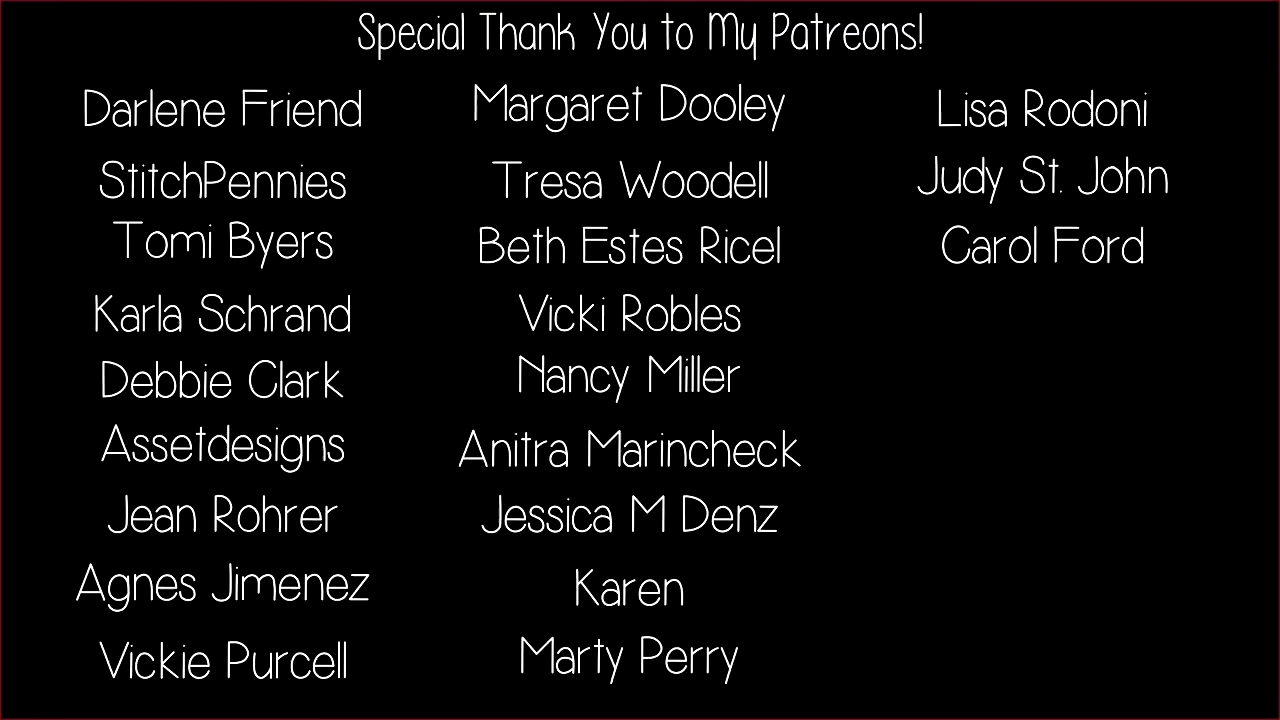 Special Thank You to My Patreons!
Darlene Friend
StitchPennies
Tomi Byers
Karla Schrand
Debbie Clark
Assetdesigns
Jean Rohrer
Agnes Jimenez
Vickie Purcell
Margaret Dooley
Tresa Woodell
Beth Estes Ricel
Vicki Robles
Nancy Miller
Anitra Marincheck
Jessica M Denz
Karen
Marty Perry
Lisa Rodoni
Judy St. John
Carol Ford